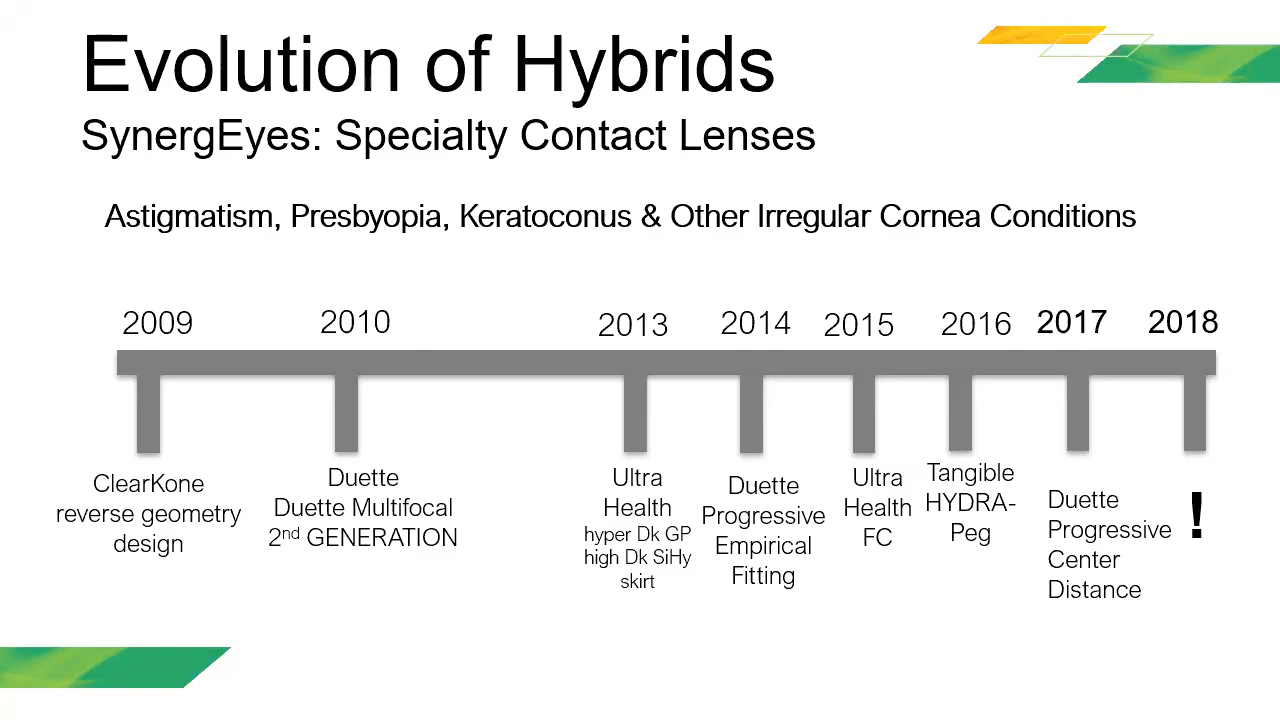 Evolution of Hybrids
SynergEyes: Specialty Contact Lenses
Astigmatism, Presbyopia, Keratoconus & Other Irregular Cornea Conditions
2009
2010
2013
2014
2015
2016
2017
2018
ClearKone
reverse geometry
design
Duette
Duette Multifocal
2nd GENERATION
Ultra
Health
hyper Dk GP
high Dk SiHy
skirt
Duette
Progressive
Empirical
Fitting
Ultra
Health
FC
Tangible
HYDRA-
Peg
Duette
Progressive
Center
Distance
!